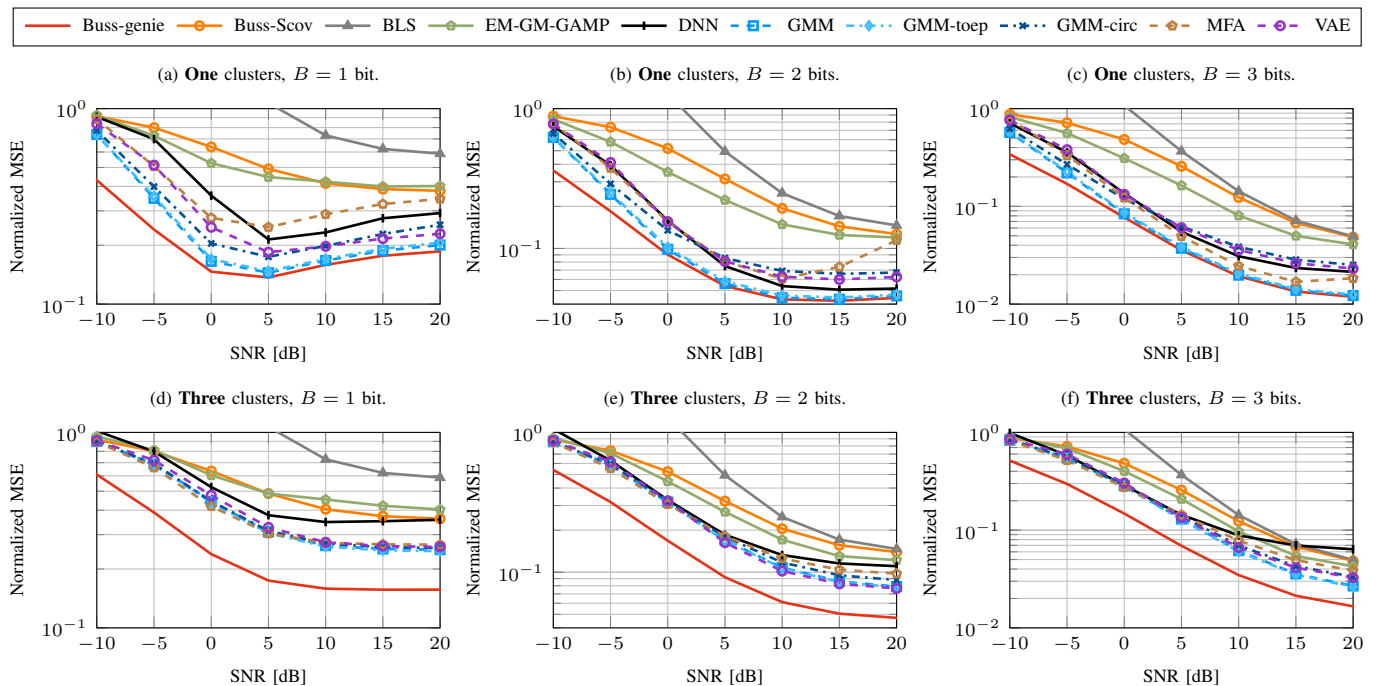 Buss-genie Buss-Scov BLS EM-GM-GAMP DNN GMM GMM-toep GMM-circ MFA VAE
(a) One clusters, B = 1 bit.
(b) One clusters, B = 2 bits.
(c) One clusters, B = 3 bits.
10^0
10^{-1}
Normalized MSE
−10 −5 0 5 10 15 20
SNR [dB]
10^0
10^{-1}
Normalized MSE
−10 −5 0 5 10 15 20
SNR [dB]
10^0
10^{-1}
10^{-2}
Normalized MSE
−10 −5 0 5 10 15 20
SNR [dB]
(d) Three clusters, B = 1 bit.
(e) Three clusters, B = 2 bits.
(f) Three clusters, B = 3 bits.
10^0
10^{-1}
Normalized MSE
−10 −5 0 5 10 15 20
SNR [dB]
10^0
10^{-1}
Normalized MSE
−10 −5 0 5 10 15 20
SNR [dB]
10^0
10^{-1}
10^{-2}
Normalized MSE
−10 −5 0 5 10 15 20
SNR [dB]